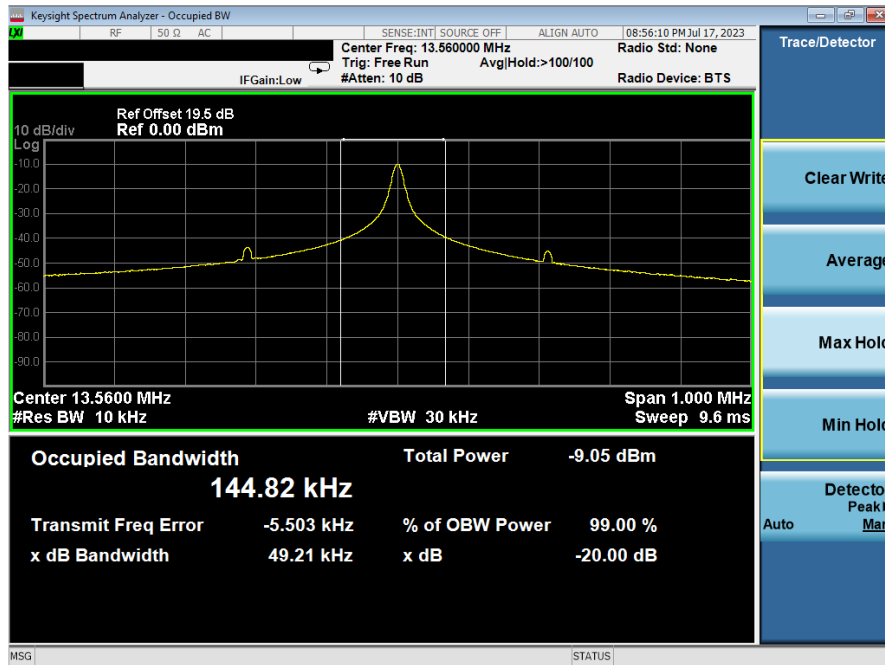 Keysight Spectrum Analyzer - Occupied BW
LXI RF 50 Ω AC SENSE:INT SOURCE OFF ALIGN AUTO 08:56:10 PM Jul 17, 2023
Center Freq: 13.560000 MHz Radio Std: None
Trig: Free Run Avg|Hold:>100/100
IFGain:Low #Atten: 10 dB Radio Device: BTS
Trace/Detector
Ref Offset 19.5 dB
10 dB/div Ref 0.00 dBm
Log
-10.0
-20.0
-30.0
-40.0
-50.0
-60.0
-70.0
-80.0
-90.0
Center 13.5600 MHz Span 1.000 MHz
#Res BW 10 kHz #VBW 30 kHz Sweep 9.6 ms
Occupied Bandwidth Total Power -9.05 dBm
144.82 kHz
Transmit Freq Error -5.503 kHz % of OBW Power 99.00 %
x dB Bandwidth 49.21 kHz x dB -20.00 dB
Clear Write
Average
Max Hold
Min Hold
Detector
Peak
Auto Man
MSG STATUS